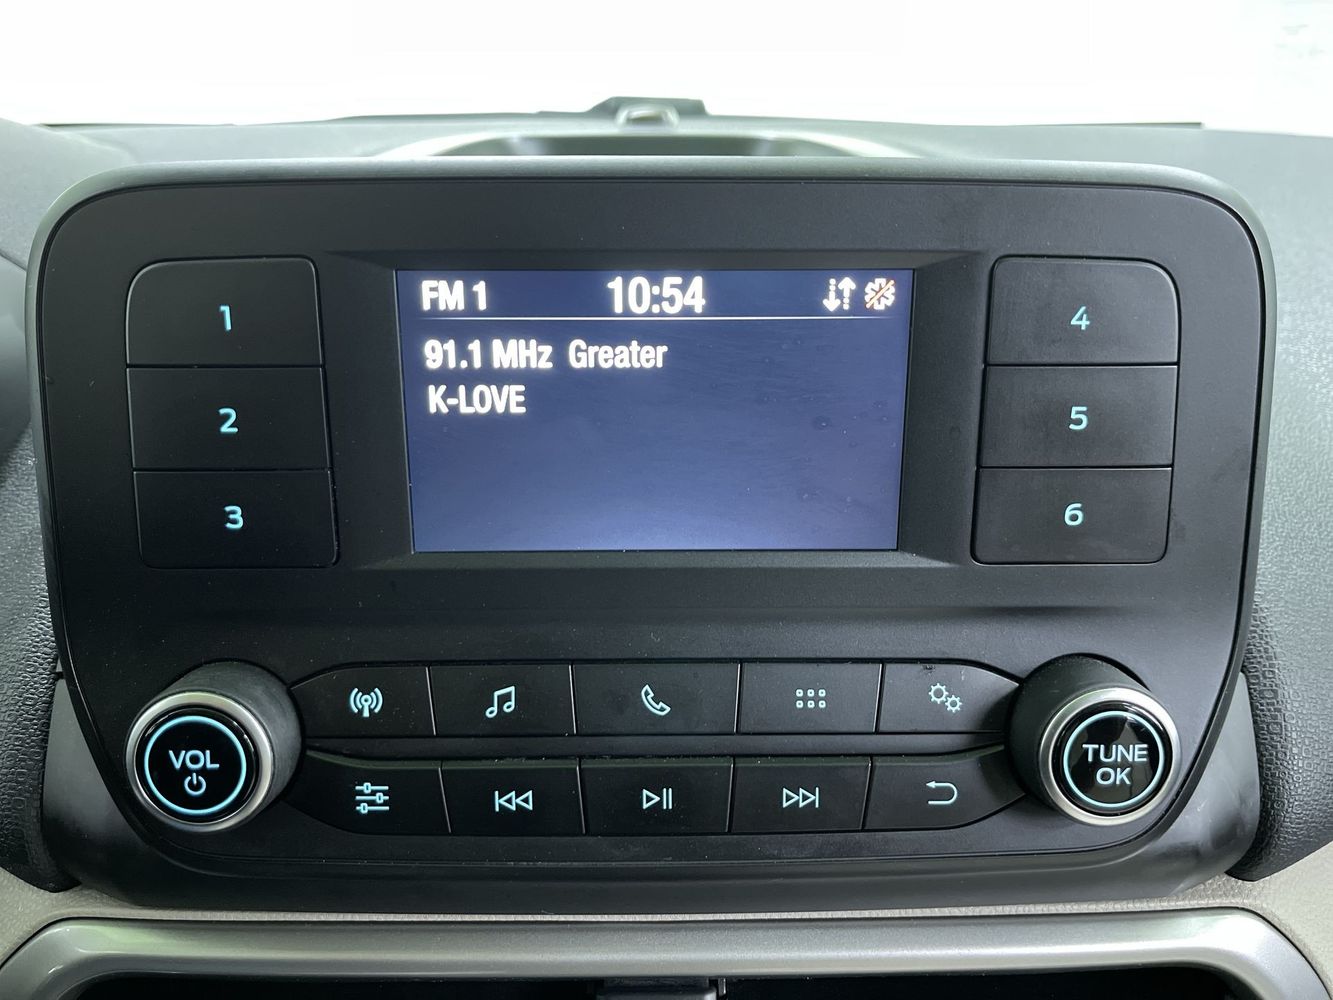 FM 1 10:54
91.1 MHz Greater
K-LOVE
1
2
3
4
5
6
VOL
TUNE
OK